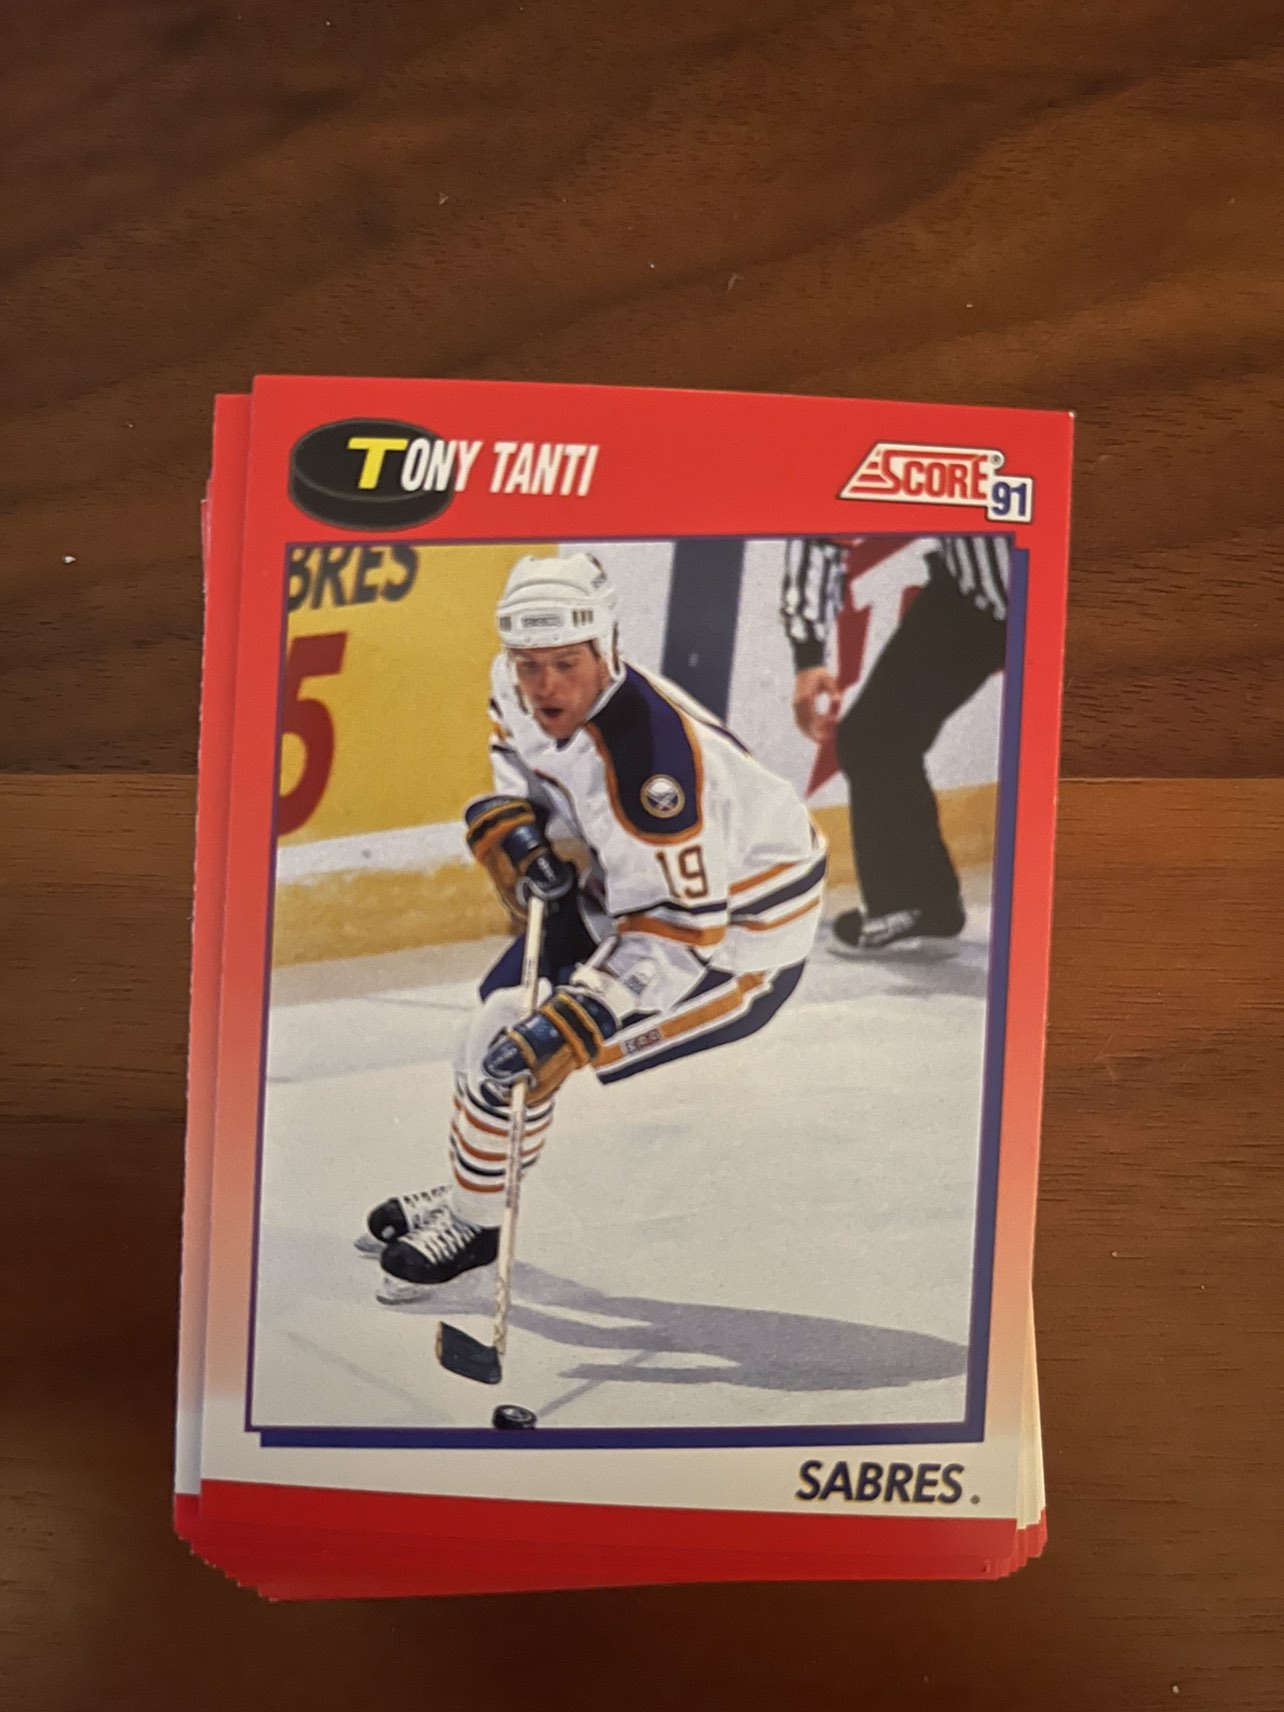 TONY TANTI
SCORE® 91
BRES
5
19
SABRES.